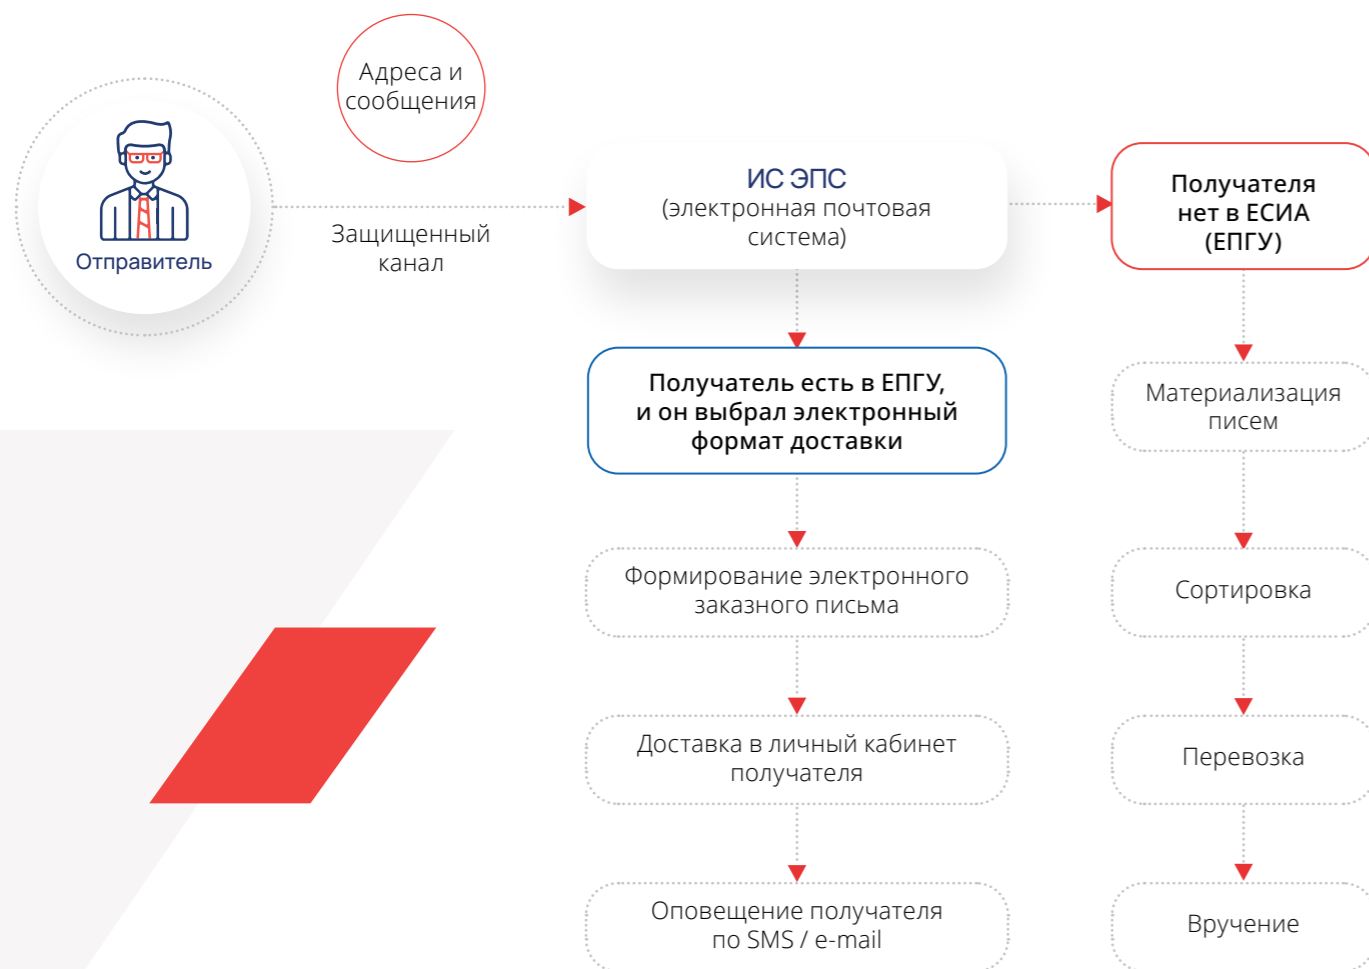 Адреса и
сообщения
Отправитель
Защищенный
канал
ИС ЭПС
(электронная почтовая
система)
Получателя
нет в ЕСИА
(ЕПГУ)
Получатель есть в ЕПГУ,
и он выбрал электронный
формат доставки
Материализация
писем
Формирование электронного
заказного письма
Сортировка
Доставка в личный кабинет
получателя
Перевозка
Оповещение получателя
по SMS / e-mail
Вручение